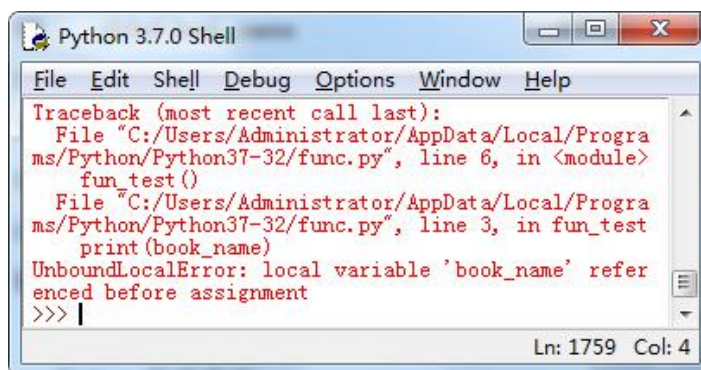 Python 3.7.0 Shell
File Edit Shell Debug Options Window Help
Traceback (most recent call last):
File "C:/Users/Administrator/AppData/Local/Progra
ms/Python/Python37-32/func.py", line 6, in <module>
fun_test()
File "C:/Users/Administrator/AppData/Local/Progra
ms/Python/Python37-32/func.py", line 3, in fun_test
print(book_name)
UnboundLocalError: local variable 'book_name' refer
enced before assignment
>>>
Ln: 1759 Col: 4